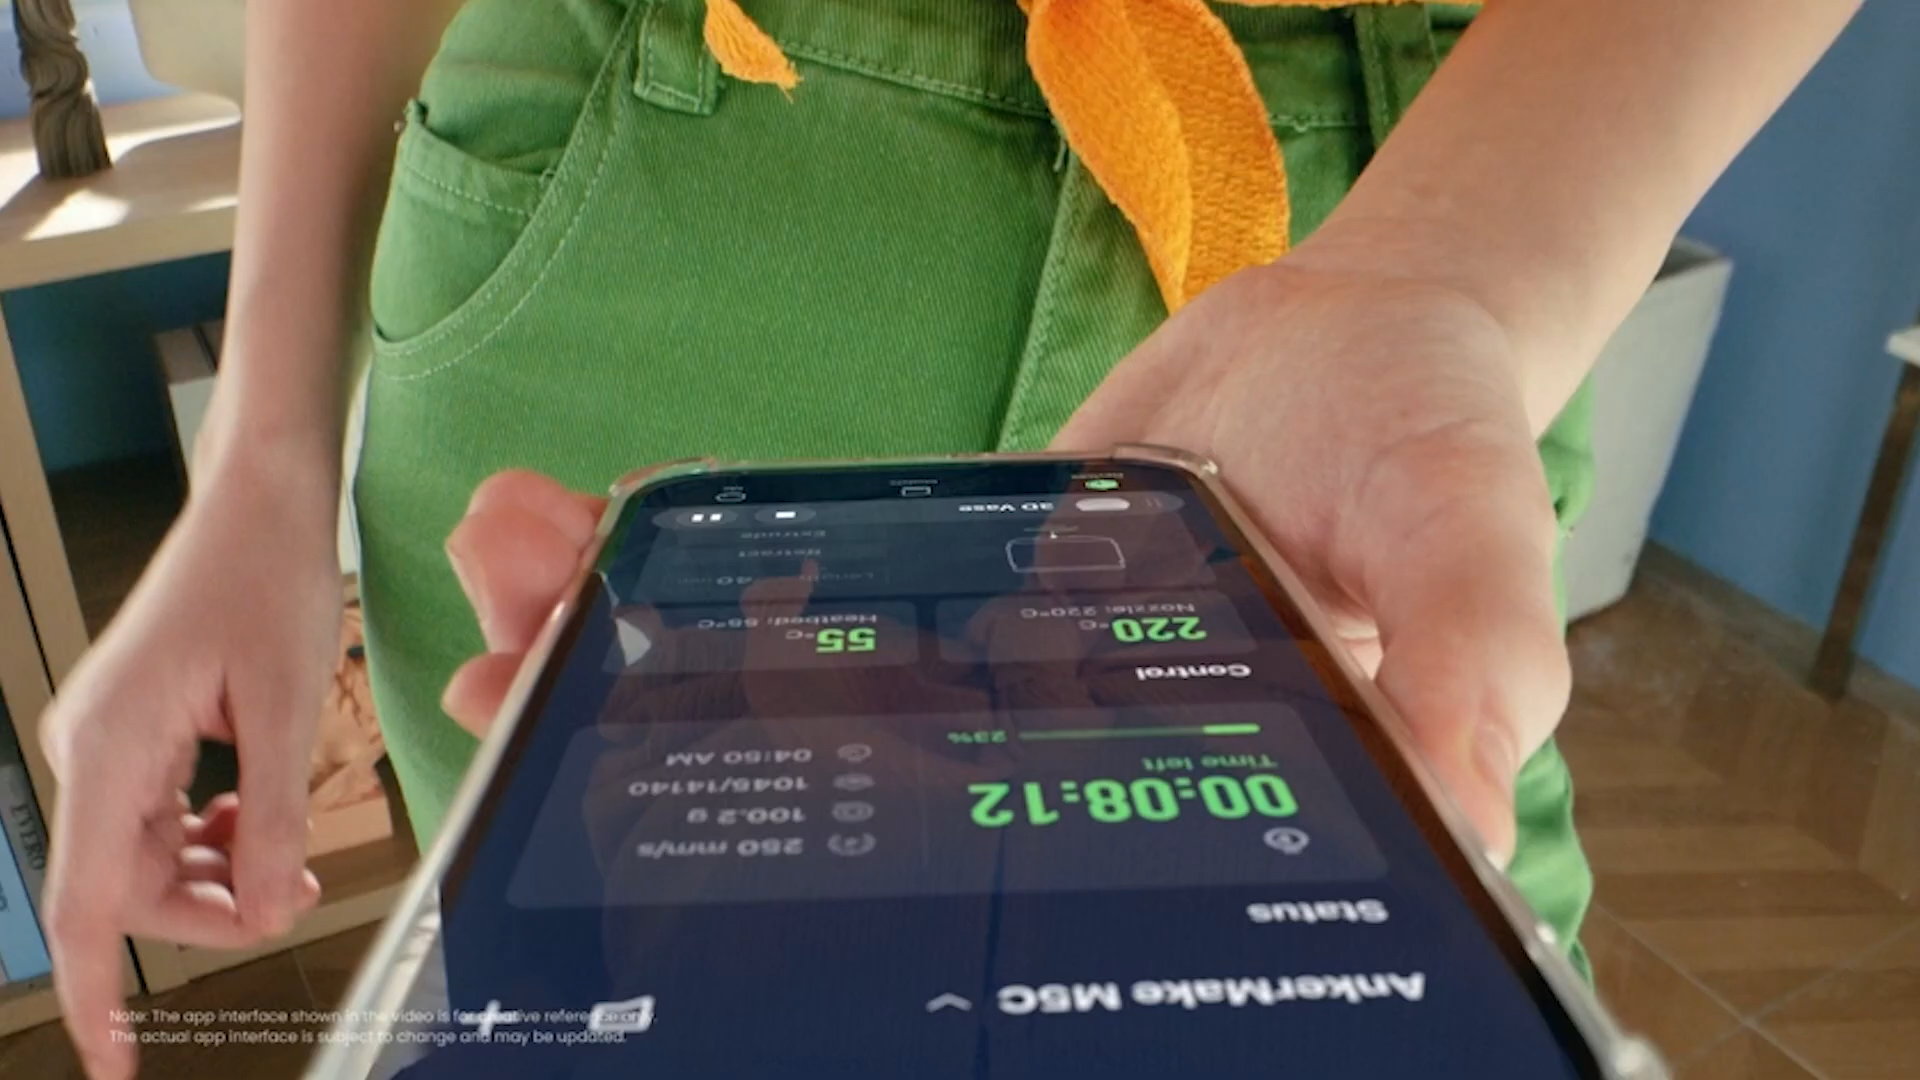 AnkerMake M5C
Status
00:08:12
Time left
23%
250 mm/s
100.2 g
1045/14140
04:50 AM
Control
220°C
Nozzle: 220°C
55°C
Heatbed: 55°C
Length
40
Retract
Extrude
3D Vase
Note: The app interface shown in the video is for creative reference only.
The actual app interface is subject to change and may be updated.